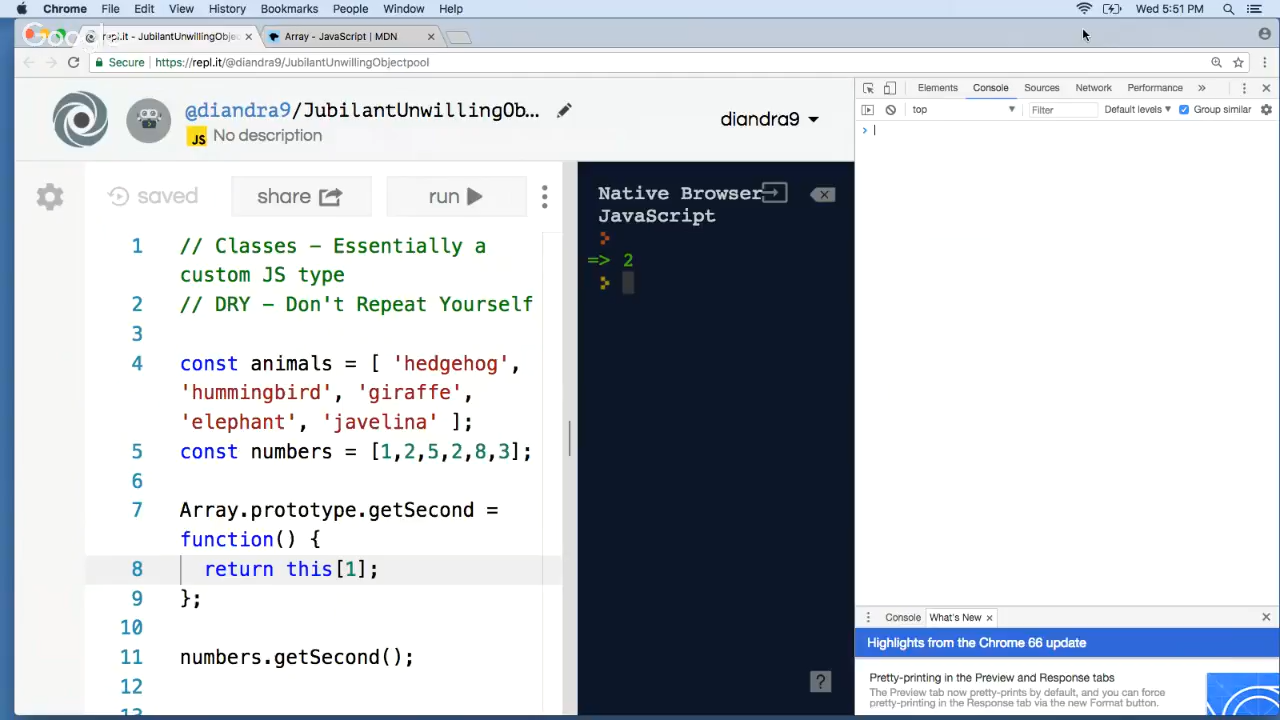 Chrome File Edit View History Bookmarks People Window Help Wed 5:51 PM
Google
repl.it - JubilantUnwillingObjec × Array - JavaScript | MDN ×
Secure https://repl.it/@diandra9/JubilantUnwillingObjectpool
@diandra9/JubilantUnwillingOb...
JS No description
diandra9
saved share run
1 // Classes – Essentially a
custom JS type
2 // DRY – Don't Repeat Yourself
3
4 const animals = [ 'hedgehog',
'hummingbird', 'giraffe',
'elephant', 'javelina' ];
5 const numbers = [1,2,5,2,8,3];
6
7 Array.prototype.getSecond =
function() {
8 return this[1];
9 };
10
11 numbers.getSecond();
12
13
Native Browser
JavaScript
=> 2
?
Elements Console Sources Network Performance »
top Filter Default levels Group similar
Console What's New ×
Highlights from the Chrome 66 update
Pretty-printing in the Preview and Response tabs
The Preview tab now pretty-prints by default, and you can force
pretty-printing in the Response tab via the new Format button.